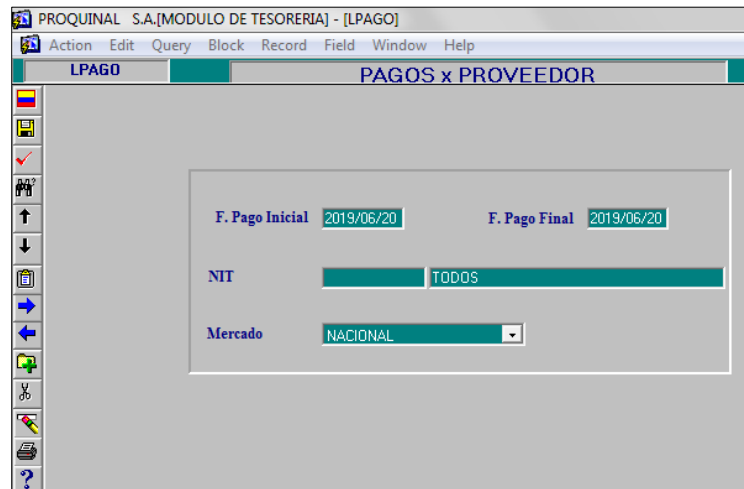 PROQUINAL S.A.[MODULO DE TESORERIA] - [LPAGO]
Action Edit Query Block Record Field Window Help
LPAGO PAGOS x PROVEEDOR
F. Pago Inicial 2019/06/20 F. Pago Final 2019/06/20
NIT TODOS
Mercado NACIONAL